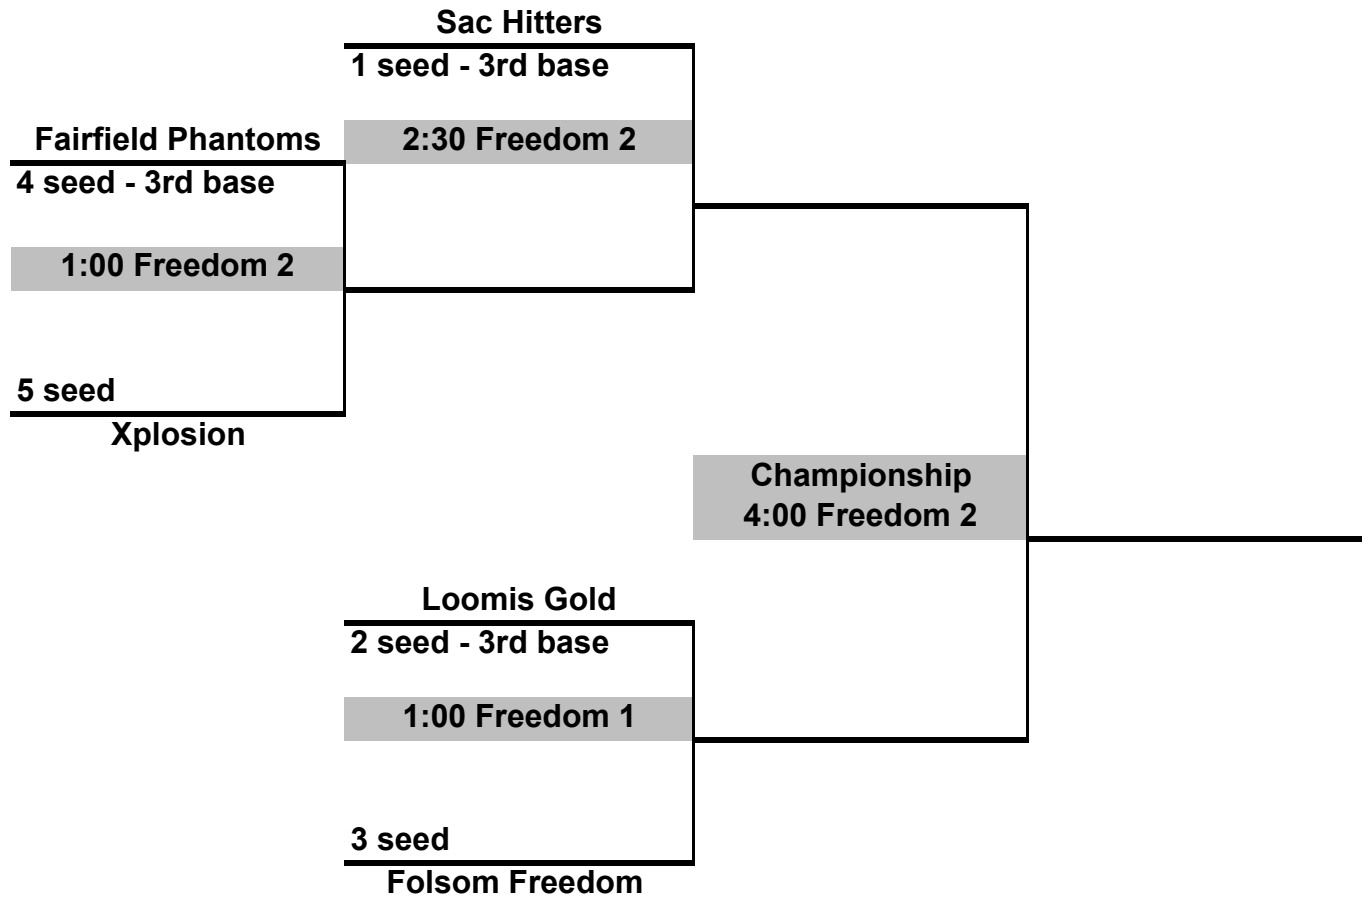 Sac Hitters
1 seed - 3rd base
Fairfield Phantoms
2:30 Freedom 2
4 seed - 3rd base
1:00 Freedom 2
5 seed
Xplosion
Championship
4:00 Freedom 2
Loomis Gold
2 seed - 3rd base
1:00 Freedom 1
3 seed
Folsom Freedom